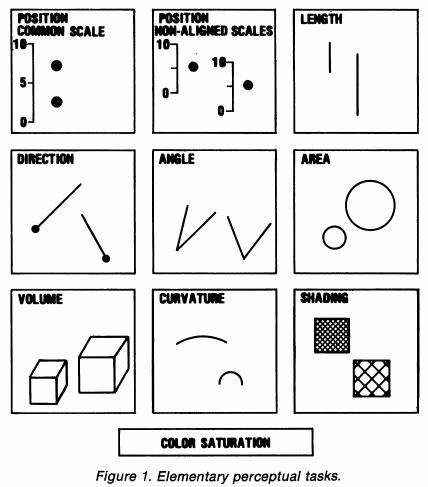 POSITION
COMMON SCALE
10
5
0
POSITION
NON-ALIGNED SCALES
10
0
10
0
LENGTH
DIRECTION
ANGLE
AREA
VOLUME
CURVATURE
SHADING
COLOR SATURATION
Figure 1. Elementary perceptual tasks.